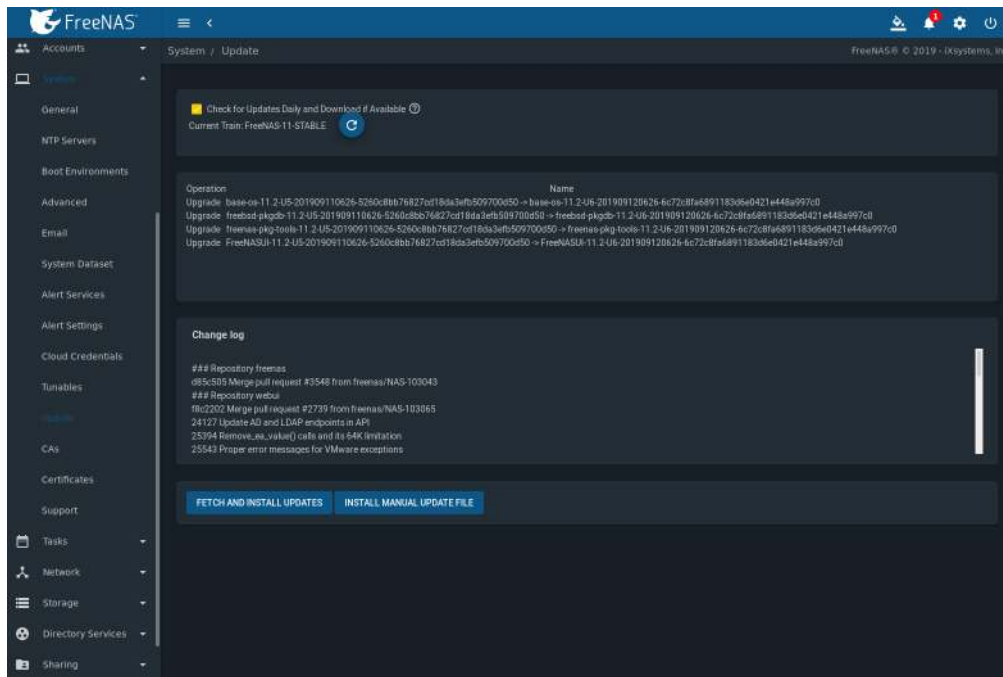 FreeNAS
1
Accounts
System / Update
FreeNAS® © 2019 - iXsystems, In
System
General
NTP Servers
Boot Environments
Advanced
Email
System Dataset
Alert Services
Alert Settings
Cloud Credentials
Tunables
Update
CAs
Certificates
Support
Tasks
Network
Storage
Directory Services
Sharing
Check for Updates Daily and Download if Available
Current Train: FreeNAS-11-STABLE
Operation Name
Upgrade base-os-11.2-U5-201909110626-5260c8bb76827cd18da3efb509700d50 -> base-os-11.2-U6-201909120626-6c72c8fa6891183d6e0421e448a997c0
Upgrade freebsd-pkgdb-11.2-U5-201909110626-5260c8bb76827cd18da3efb509700d50 -> freebsd-pkgdb-11.2-U6-201909120626-6c72c8fa6891183d6e0421e448a997c0
Upgrade freenas-pkg-tools-11.2-U5-201909110626-5260c8bb76827cd18da3efb509700d50 -> freenas-pkg-tools-11.2-U6-201909120626-6c72c8fa6891183d6e0421e448a997c0
Upgrade FreeNASUI-11.2-U5-201909110626-5260c8bb76827cd18da3efb509700d50 -> FreeNASUI-11.2-U6-201909120626-6c72c8fa6891183d6e0421e448a997c0
Change log
### Repository freenas
d85c505 Merge pull request #3548 from freenas/NAS-103043
### Repository webui
f8c2202 Merge pull request #2739 from freenas/NAS-103065
24127 Update AD and LDAP endpoints in API
25394 Remove_ea_value() calls and its 64K limitation
25543 Proper error messages for VMware exceptions
FETCH AND INSTALL UPDATES
INSTALL MANUAL UPDATE FILE